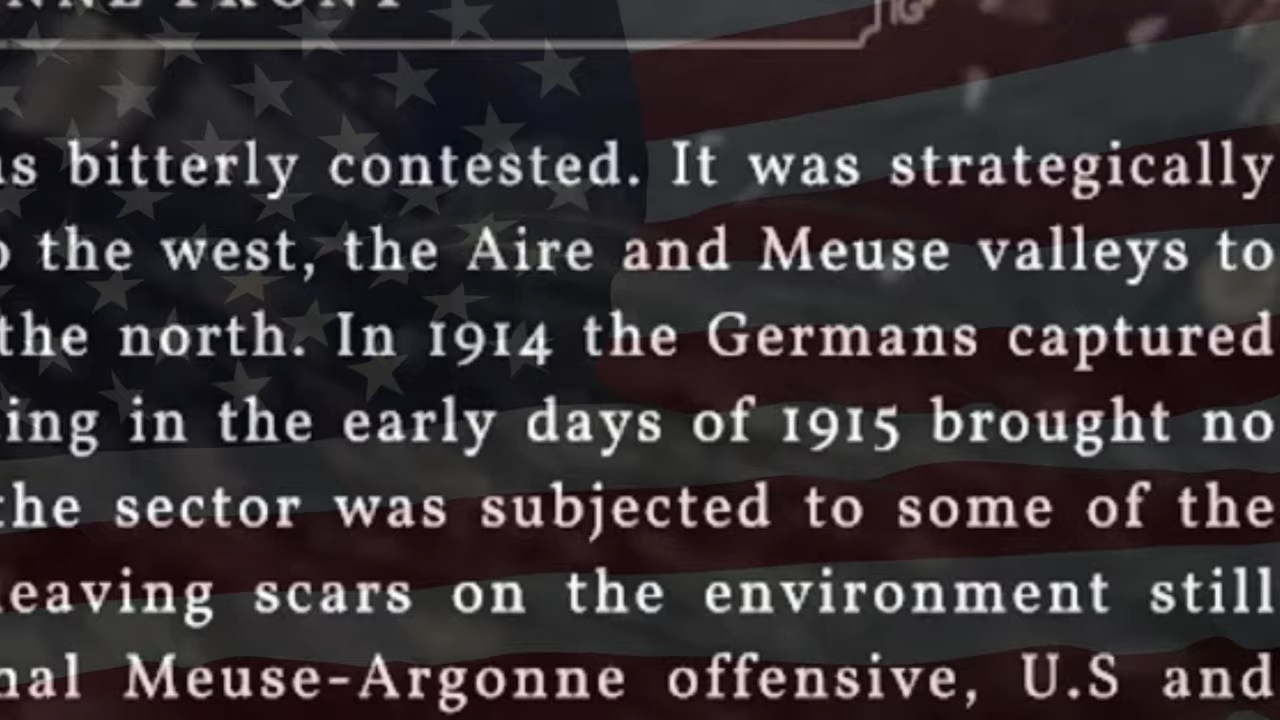 bitterly contested. It was strategically
the west, the Aire and Meuse valleys to
the north. In 1914 the Germans captured
in the early days of 1915 brought no
the sector was subjected to some of the
leaving scars on the environment still
Meuse-Argonne offensive, U.S and